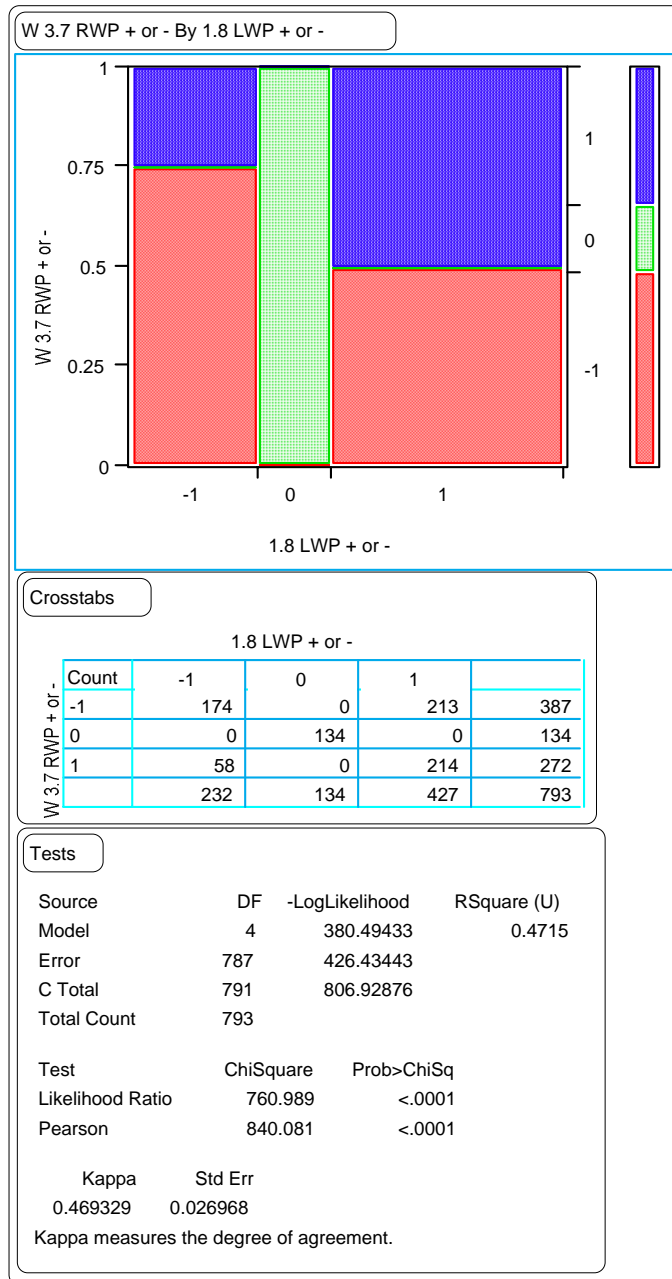 W 3.7 RWP + or - By 1.8 LWP + or -
1
0.75
0.5
0.25
0
W 3.7 RWP + or -
1
0
-1
-1 0 1
1.8 LWP + or -
Crosstabs
1.8 LWP + or -
W 3.7 RWP + or -
Count -1 0 1
-1 174 0 213 387
0 0 134 0 134
1 58 0 214 272
232 134 427 793
Tests
Source DF -LogLikelihood RSquare (U)
Model 4 380.49433 0.4715
Error 787 426.43443
C Total 791 806.92876
Total Count 793
Test ChiSquare Prob>ChiSq
Likelihood Ratio 760.989 <.0001
Pearson 840.081 <.0001
Kappa Std Err
0.469329 0.026968
Kappa measures the degree of agreement.